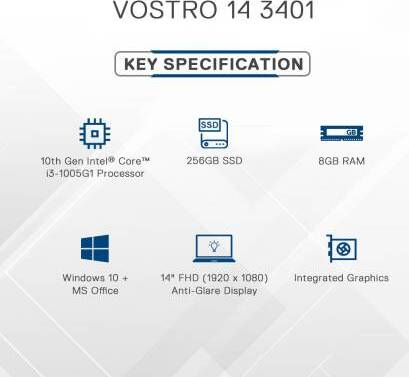 VOSTRO 14 3401
KEY SPECIFICATION
SSD
GB
10th Gen Intel® Core™
i3-1005G1 Processor
256GB SSD
8GB RAM
Windows 10 +
MS Office
14" FHD (1920 x 1080)
Anti-Glare Display
Integrated Graphics